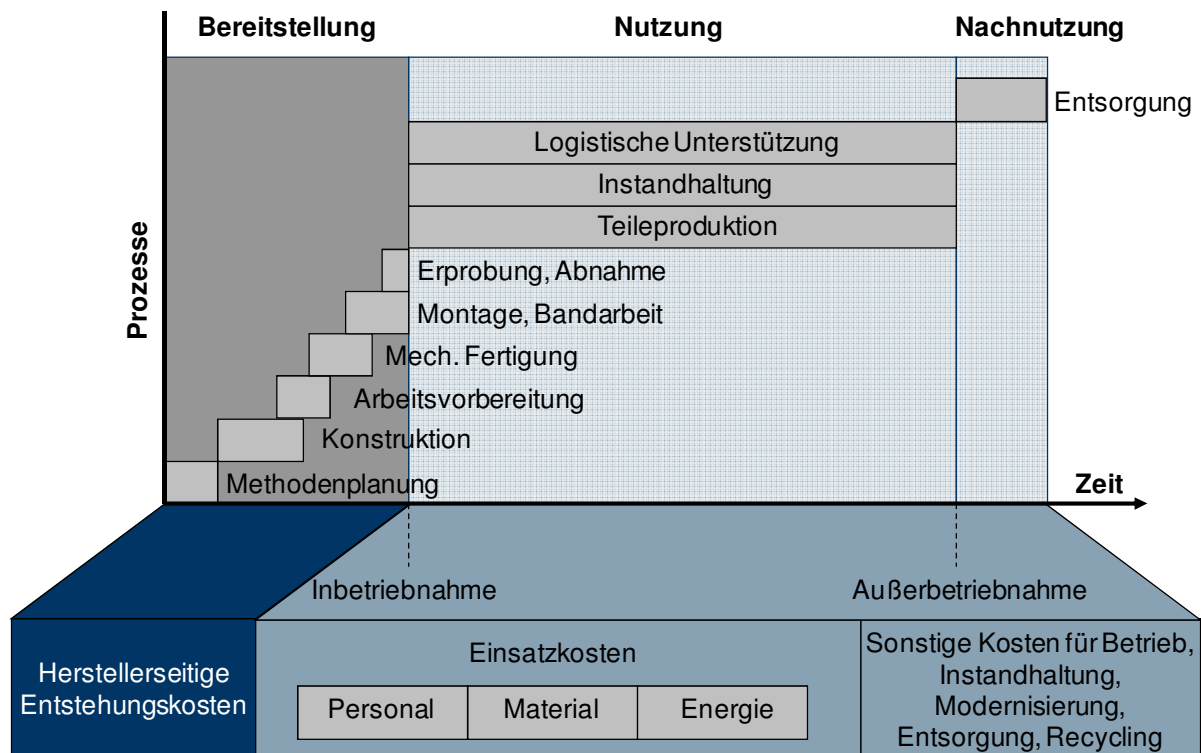 Bereitstellung
Nutzung
Nachnutzung
Entsorgung
Logistische Unterstützung
Instandhaltung
Teileproduktion
Prozesse
Erprobung, Abnahme
Montage, Bandarbeit
Mech. Fertigung
Arbeitsvorbereitung
Konstruktion
Methodenplanung
Zeit
Inbetriebnahme
Außerbetriebnahme
Herstellerseitige
Entstehungskosten
Einsatzkosten
Personal
Material
Energie
Sonstige Kosten für Betrieb,
Instandhaltung,
Modernisierung,
Entsorgung, Recycling